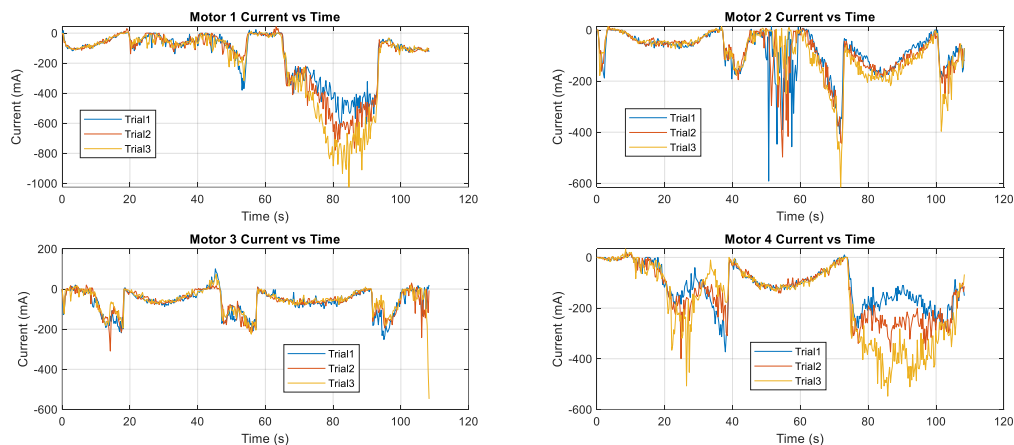 Motor 1 Current vs Time
0
-200
-400
-600
-800
-1000
Current (mA)
Trial1
Trial2
Trial3
0 20 40 60 80 100 120
Time (s)
Motor 2 Current vs Time
0
-200
-400
-600
Current (mA)
Trial1
Trial2
Trial3
0 20 40 60 80 100 120
Time (s)
Motor 3 Current vs Time
200
0
-200
-400
-600
Current (mA)
Trial1
Trial2
Trial3
0 20 40 60 80 100 120
Time (s)
Motor 4 Current vs Time
0
-200
-400
-600
Current (mA)
Trial1
Trial2
Trial3
0 20 40 60 80 100 120
Time (s)